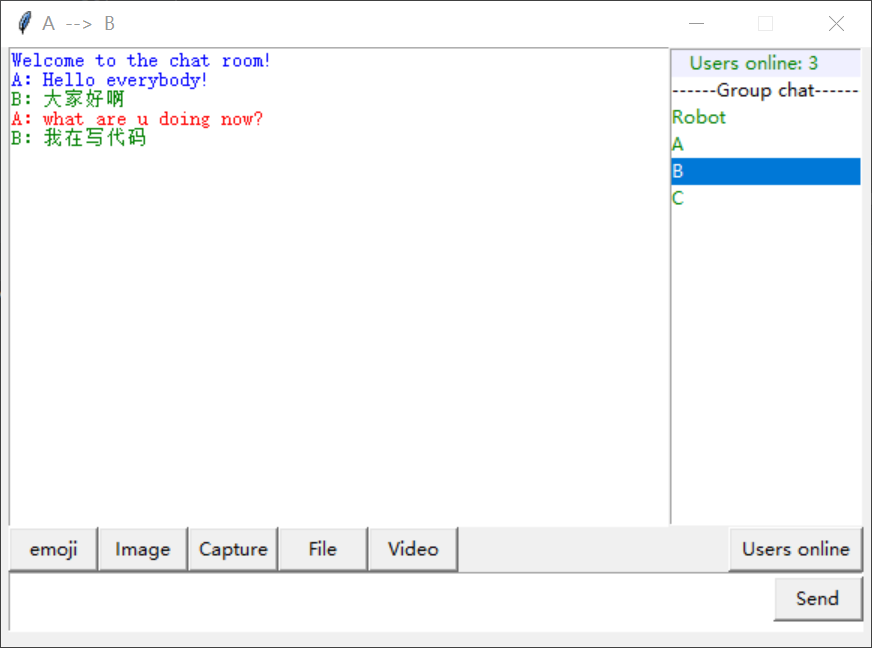 A --> B
Welcome to the chat room!
A: Hello everybody!
B: 大家好啊
A: what are u doing now?
B: 我在写代码
Users online: 3
------Group chat------
Robot
A
B
C
emoji
Image
Capture
File
Video
Users online
Send